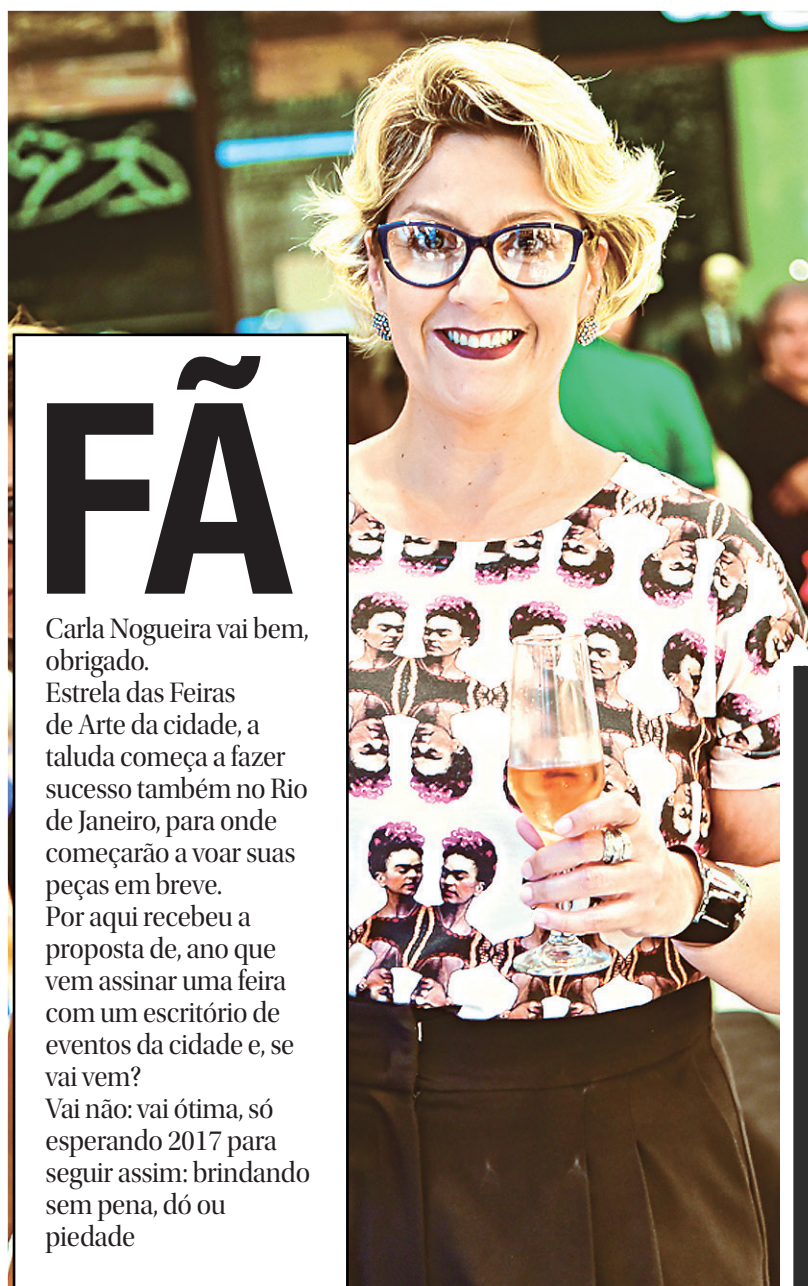 FÃ
Carla Nogueira vai bem,
obrigado.
Estrela das Feiras
de Arte da cidade, a
taluda começa a fazer
sucesso também no Rio
de Janeiro, para onde
começarão a voar suas
peças em breve.
Por aqui recebeu a
proposta de, ano que
vem assinar uma feira
com um escritório de
eventos da cidade e, se
vai vem?
Vai não: vai ótima, só
esperando 2017 para
seguir assim: brindando
sem pena, dó ou
piedade